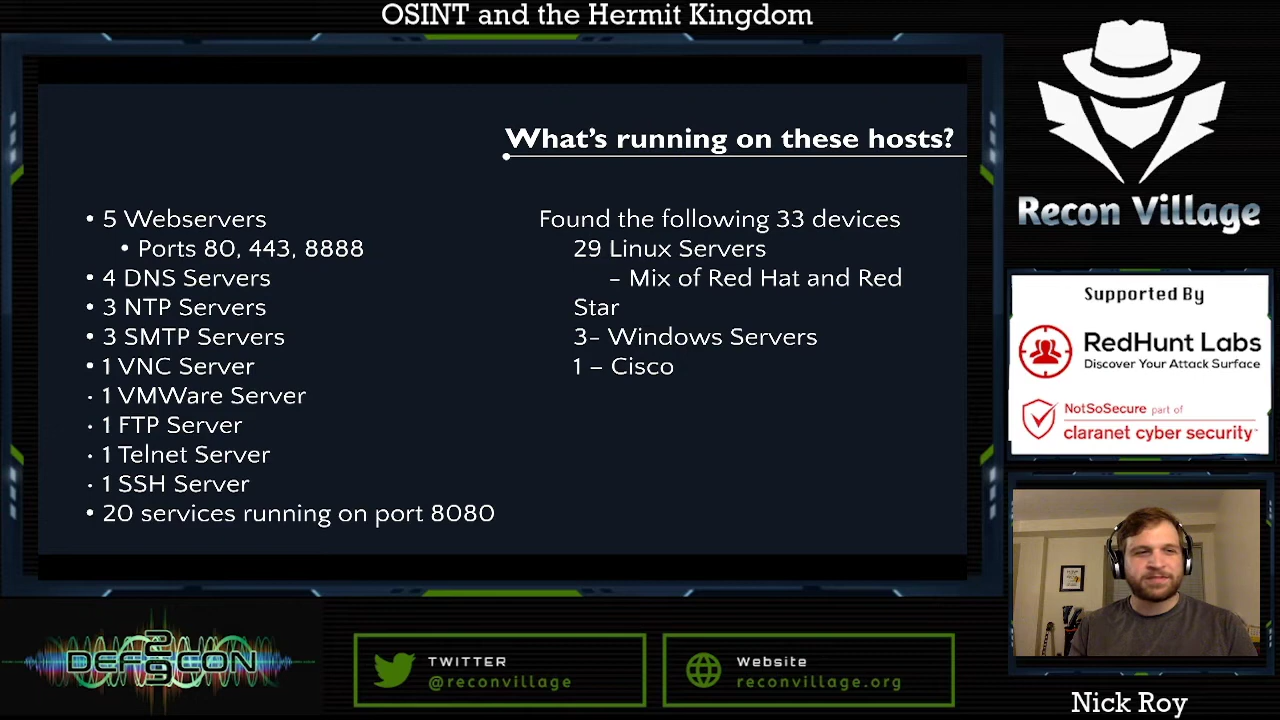 OSINT and the Hermit Kingdom
What's running on these hosts?
• 5 Webservers
• Ports 80, 443, 8888
• 4 DNS Servers
• 3 NTP Servers
• 3 SMTP Servers
• 1 VNC Server
• 1 VMWare Server
• 1 FTP Server
• 1 Telnet Server
• 1 SSH Server
• 20 services running on port 8080
Found the following 33 devices
29 Linux Servers
– Mix of Red Hat and Red
Star
3– Windows Servers
1 – Cisco
Recon Village
Supported By
RedHunt Labs
Discover Your Attack Surface
NotSoSecure part of
claranet cyber security
DEFCON
29
TWITTER
@reconvillage
Website
reconvillage.org
Nick Roy